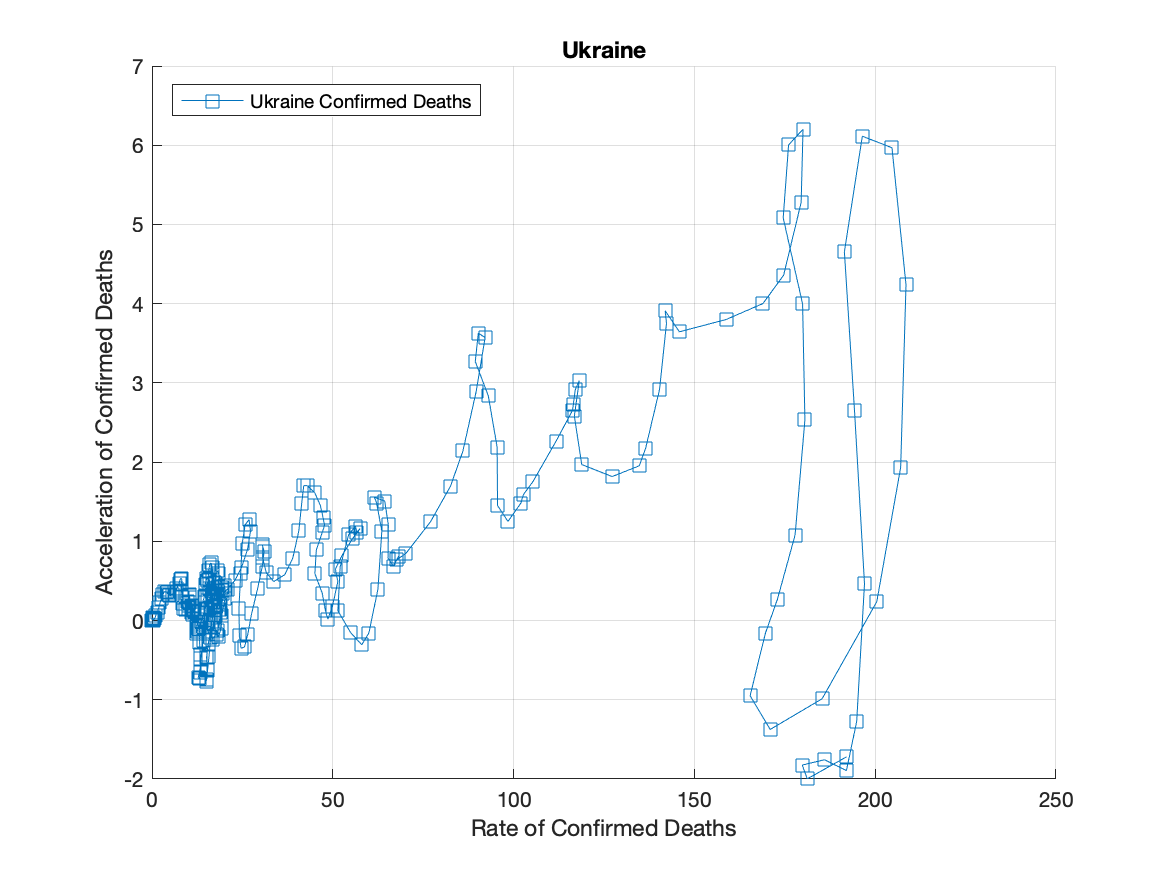 Ukraine
Ukraine Confirmed Deaths
7
6
5
4
3
2
1
0
-1
-2
Acceleration of Confirmed Deaths
0 50 100 150 200 250
Rate of Confirmed Deaths